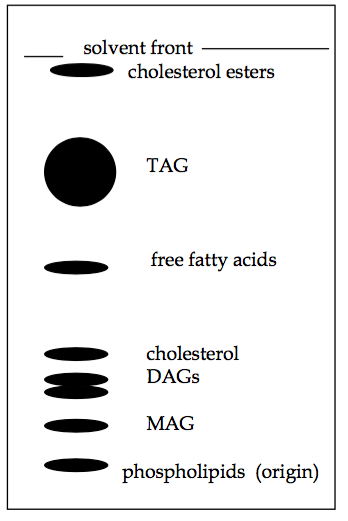 solvent front
cholesterol esters
TAG
free fatty acids
cholesterol
DAGs
MAG
phospholipids (origin)